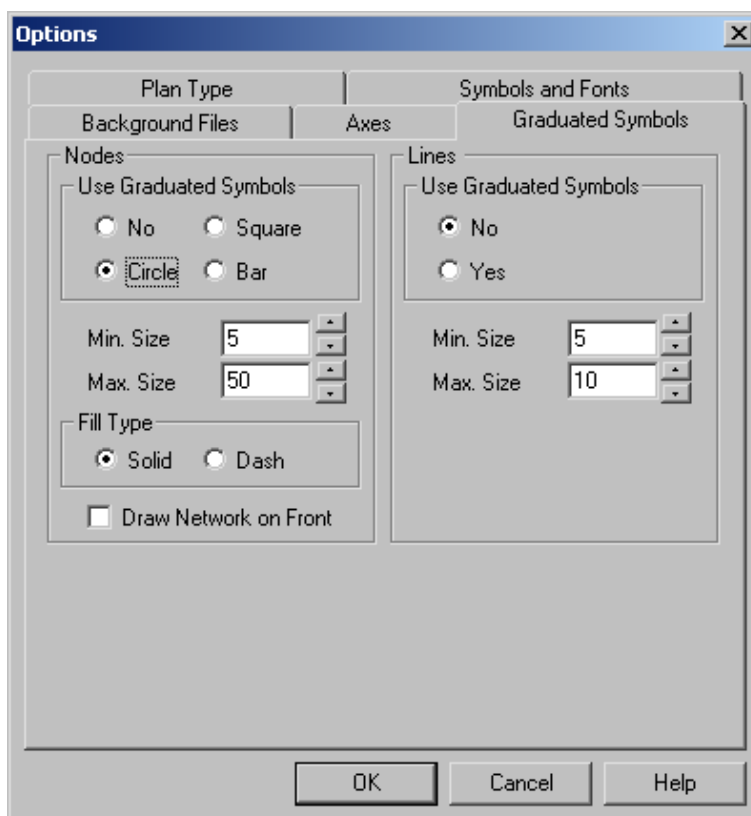 Options
Plan Type Symbols and Fonts
Background Files Axes Graduated Symbols
Nodes
Use Graduated Symbols
No Square
Circle Bar
Min. Size 5
Max. Size 50
Fill Type
Solid Dash
Draw Network on Front
Lines
Use Graduated Symbols
No
Yes
Min. Size 5
Max. Size 10
OK Cancel Help